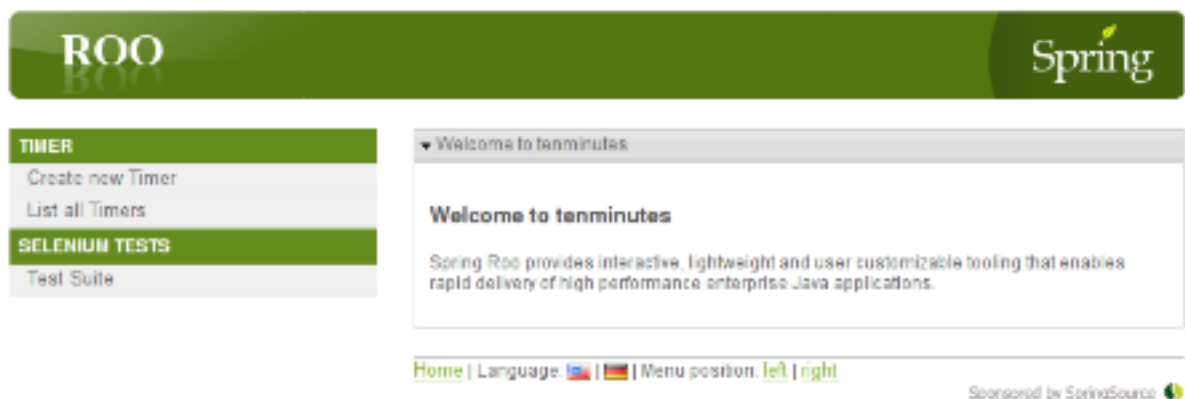 ROO
Spring
TIMER
Create new Timer
List all Timers
SELENIUM TESTS
Test Suite
Welcome to tenminutes
Welcome to tenminutes
Spring Roo provides interactive, lightweight and user customizable tooling that enables
rapid delivery of high performance enterprise Java applications.
Home | Language: | | Menu position: left | right
Sponsored by SpringSource